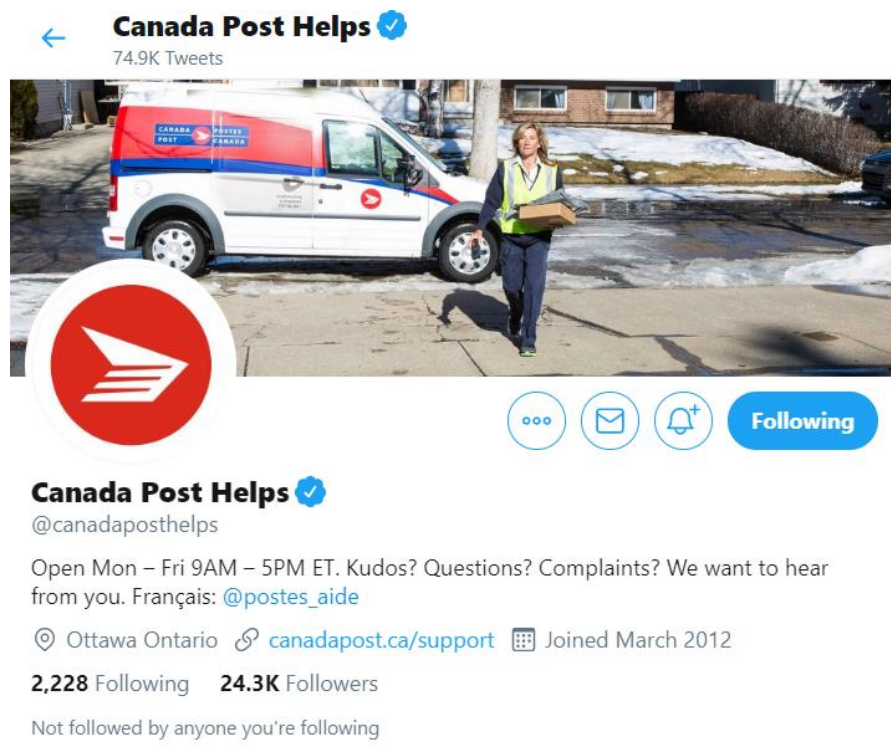 Canada Post Helps
74.9K Tweets
CANADA POSTES
POST CANADA
Following
Canada Post Helps
@canadaposthelps
Open Mon – Fri 9AM – 5PM ET. Kudos? Questions? Complaints? We want to hear
from you. Français: @postes_aide
Ottawa Ontario canadapost.ca/support Joined March 2012
2,228 Following 24.3K Followers
Not followed by anyone you're following